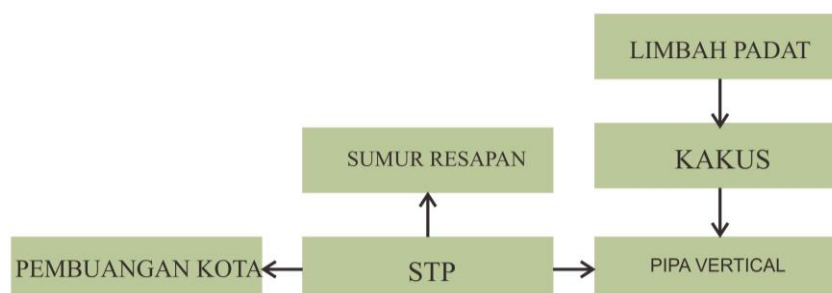 LIMBAH PADAT
SUMUR RESAPAN
KAKUS
PEMBUANGAN KOTA
STP
PIPA VERTICAL